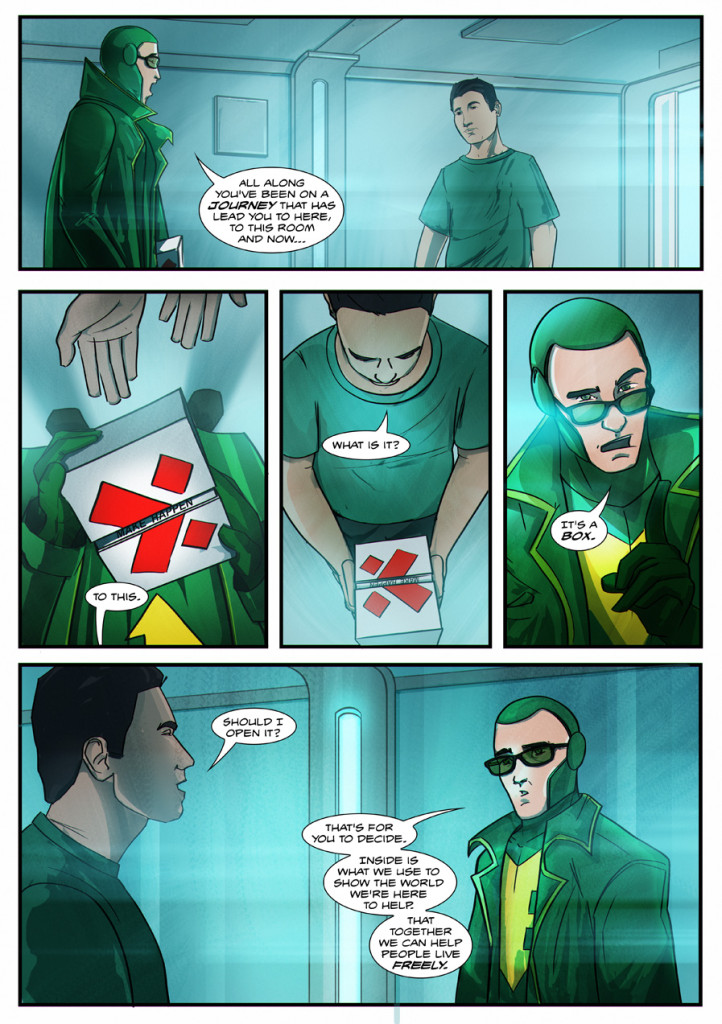 ALL ALONG
YOU'VE BEEN ON A
JOURNEY THAT HAS
LEAD YOU TO HERE,
TO THIS ROOM
AND NOW...
MAKE HAPPEN
TO THIS.
WHAT IS IT?
MAKE HAPPEN
IT'S A
BOX.
SHOULD I
OPEN IT?
THAT'S FOR
YOU TO DECIDE.
INSIDE IS
WHAT WE USE TO
SHOW THE WORLD
WE'RE HERE
TO HELP.
THAT
TOGETHER
WE CAN HELP
PEOPLE LIVE
FREELY.